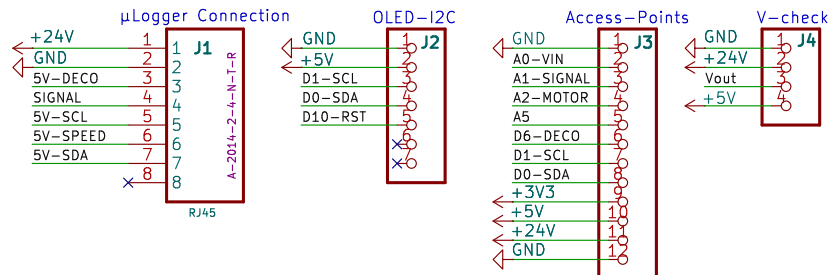 µLogger Connection
+24V 1 1
GND 2 2
5V-DECO 3 3
SIGNAL 4 4
5V-SCL 5 5
5V-SPEED 6 6
5V-SDA 7 7
8 8
J1
A-2014-2-4-N-T-R
RJ45
OLED-I2C
J2
GND 1
+5V 2
D1-SCL 3
D0-SDA 4
D10-RST 5
6
7
Access-Points
J3
GND 1
A0-VIN 2
A1-SIGNAL 3
A2-MOTOR 4
A5 5
D6-DECO 6
D1-SCL 7
D0-SDA 8
+3V3 9
+5V 10
+24V 11
GND 12
V-check
J4
GND 1
+24V 2
Vout 3
+5V 4